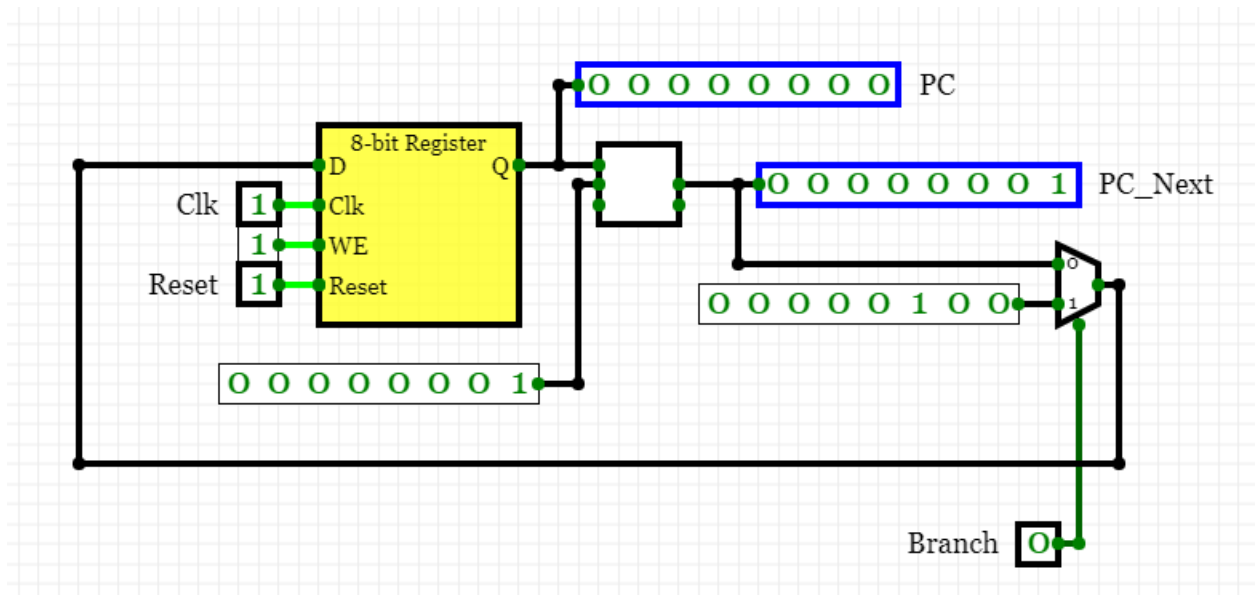 0 0 0 0 0 0 0 0 PC
8-bit Register
D Q
0 0 0 0 0 0 0 1 PC_Next
Clk 1 Clk
1 WE
0
Reset 1 Reset
0 0 0 0 0 1 0 0 1
0 0 0 0 0 0 0 1
Branch 0